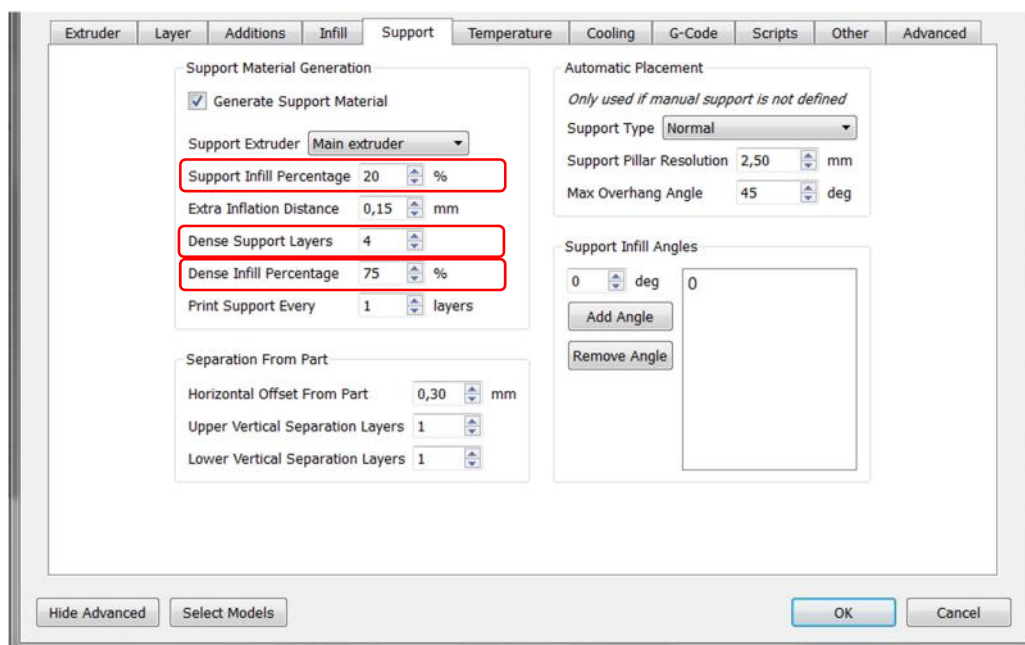 Extruder Layer Additions Infill Support Temperature Cooling G-Code Scripts Other Advanced
Support Material Generation
Generate Support Material
Support Extruder Main extruder
Support Infill Percentage 20 %
Extra Inflation Distance 0,15 mm
Dense Support Layers 4
Dense Infill Percentage 75 %
Print Support Every 1 layers
Separation From Part
Horizontal Offset From Part 0,30 mm
Upper Vertical Separation Layers 1
Lower Vertical Separation Layers 1
Automatic Placement
Only used if manual support is not defined
Support Type Normal
Support Pillar Resolution 2,50 mm
Max Overhang Angle 45 deg
Support Infill Angles
0 deg 0
Add Angle
Remove Angle
Hide Advanced Select Models OK Cancel